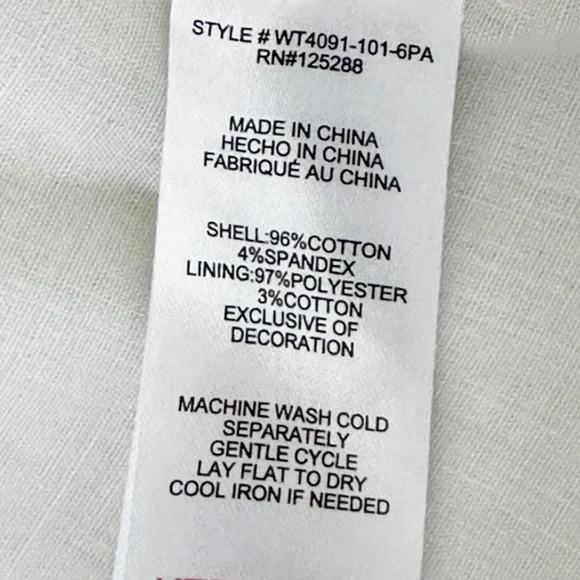 STYLE # WT4091-101-6PA
RN#125288
MADE IN CHINA
HECHO IN CHINA
FABRIQUÉ AU CHINA
SHELL:96%COTTON
4%SPANDEX
LINING:97%POLYESTER
3%COTTON
EXCLUSIVE OF
DECORATION
MACHINE WASH COLD
SEPARATELY
GENTLE CYCLE
LAY FLAT TO DRY
COOL IRON IF NEEDED